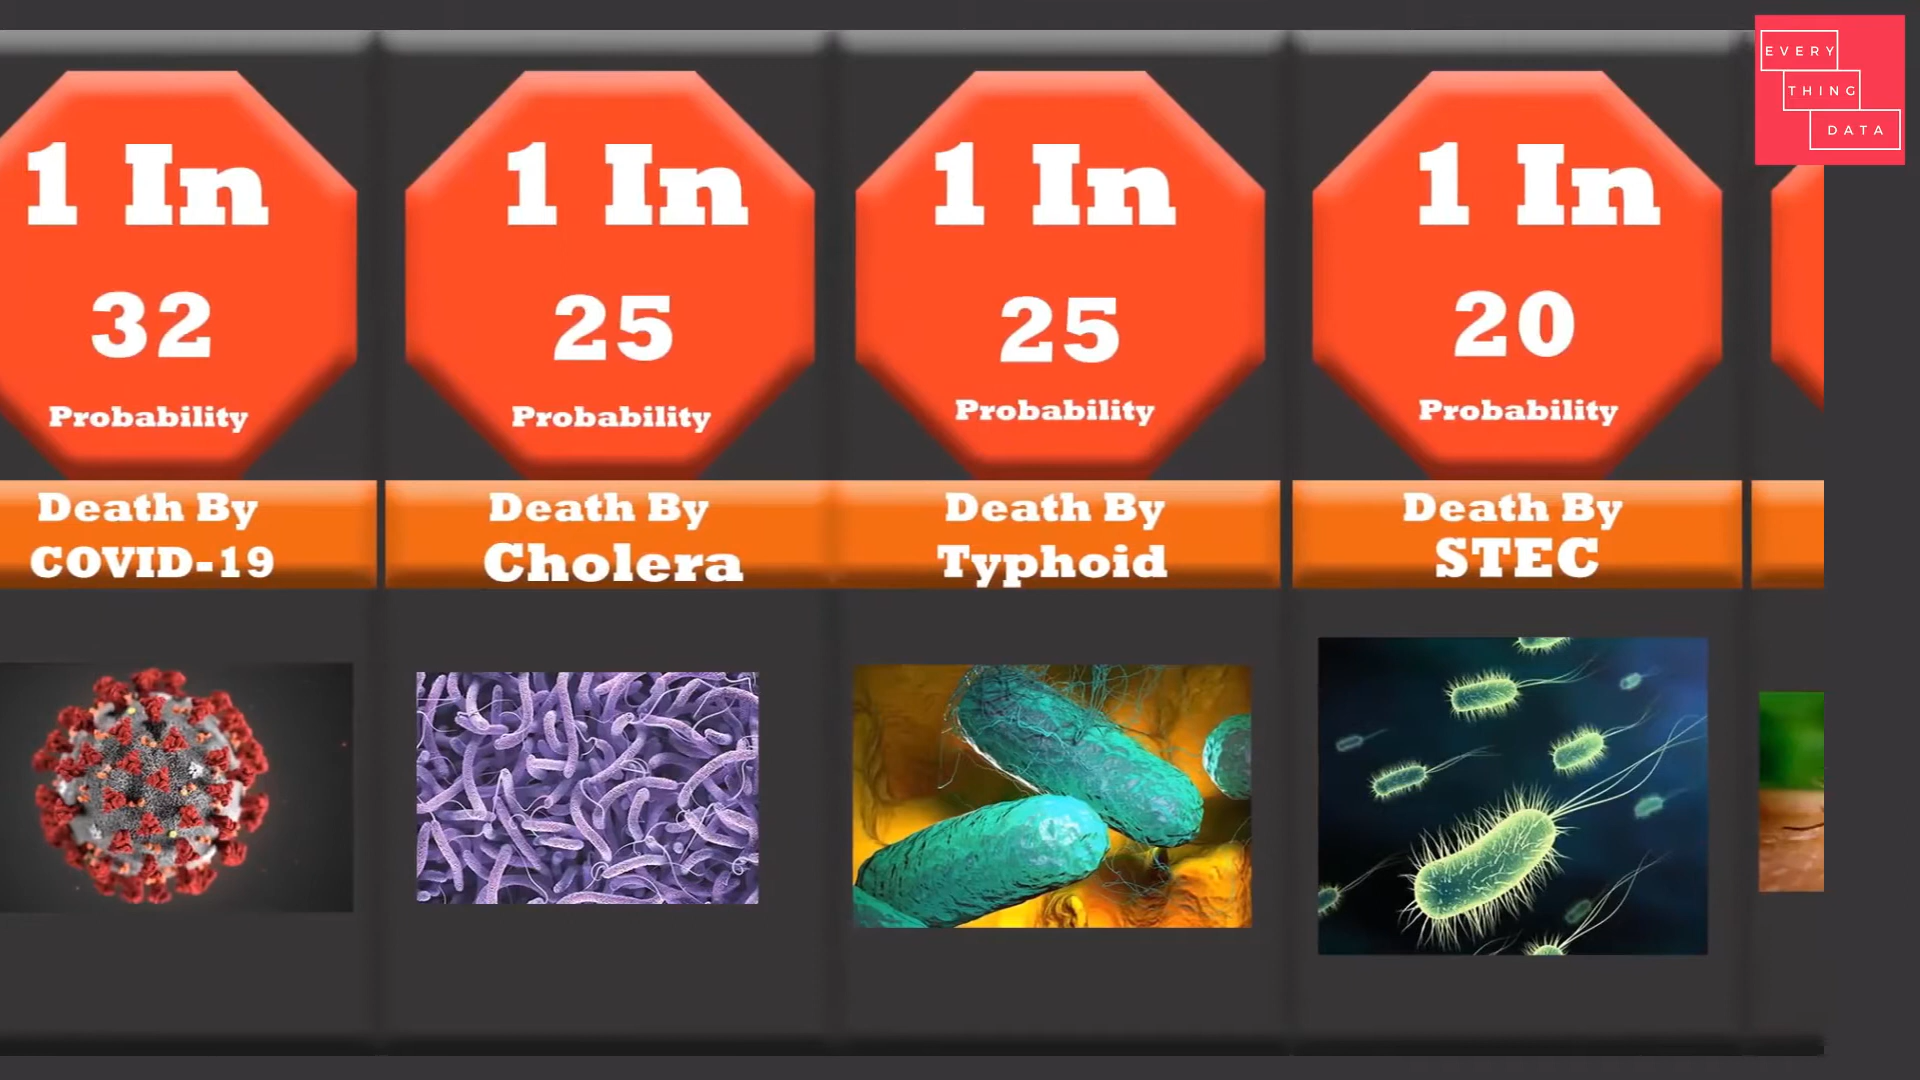 1 In
32
Probability
Death By
COVID-19
1 In
25
Probability
Death By
Cholera
1 In
25
Probability
Death By
Typhoid
1 In
20
Probability
Death By
STEC
EVERY
THING
DATA